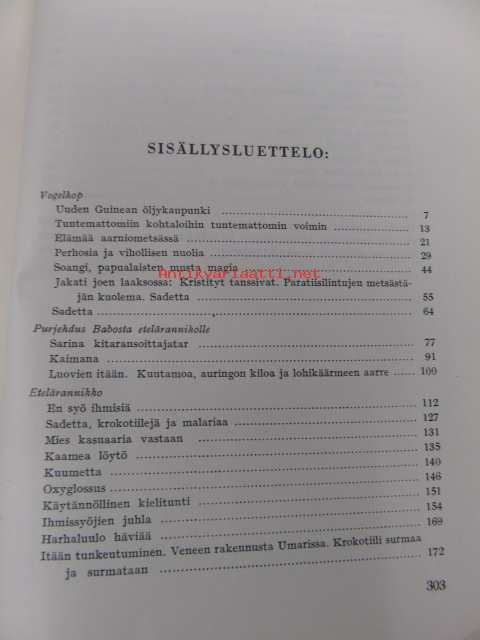 SISÄLLYSLUETTELO:
Vogelkop
Uuden Guinean öljykaupunki 7
Tuntemattomiin kohtaloihin tuntemattomin voimin 13
Elämää aarniometsässä 21
Perhosia ja vihollisen nuolia 29
Soangi, papualaisten musta magia 44
Antikvariaatti.net
Jakati joen laaksossa: Kristityt tanssivat. Paratiisilintujen metsästä-
jän kuolema. Sadetta 55
Sadetta 64
Purjehdus Babosta etelärannikolle
Sarina kitaransoittajatar 77
Kaimana 91
Luovien itään. Kuutamoa, auringon kiloa ja lohikäärmeen aarre 100
Etelärannikko
En syö ihmisiä 112
Sadetta, krokotiilejä ja malariaa 127
Mies kasuaaria vastaan 131
Kaamea löytö 135
Kuumetta 140
Oxyglossus 146
Käytännöllinen kielitunti 151
Ihmissyöjien juhla 154
Harhaluulo häviää 169
Itään tunkeutuminen. Veneen rakennusta Umarissa. Krokotiili surmaa
ja surmataan 172
303